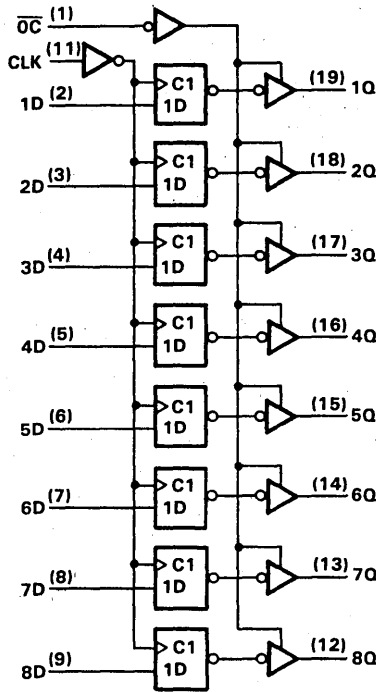 OC (1)
CLK (11)
C1 (19) 1Q
1D (2) 1D
C1 (18) 2Q
2D (3) 1D
C1 (17) 3Q
3D (4) 1D
C1 (16) 4Q
4D (5) 1D
C1 (15) 5Q
5D (6) 1D
C1 (14) 6Q
6D (7) 1D
C1 (13) 7Q
7D (8) 1D
C1 (12) 8Q
8D (9) 1D